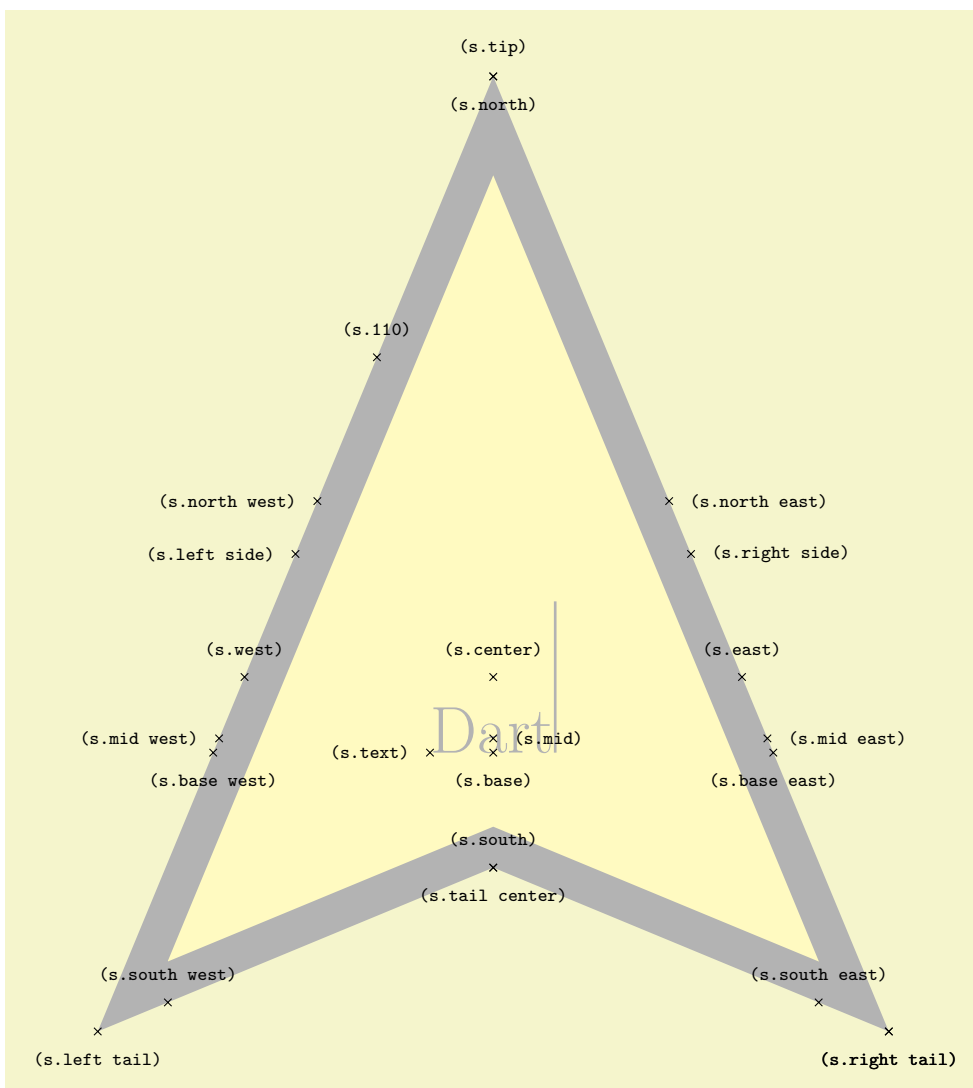 (s.tip)
(s.north)
(s.110)
(s.north west)
(s.north east)
(s.left side)
(s.right side)
(s.west)
(s.center)
(s.east)
(s.mid west)
Dart
(s.mid)
(s.mid east)
(s.text)
(s.base west)
(s.base)
(s.base east)
(s.south)
(s.tail center)
(s.south west)
(s.south east)
(s.left tail)
(s.right tail)